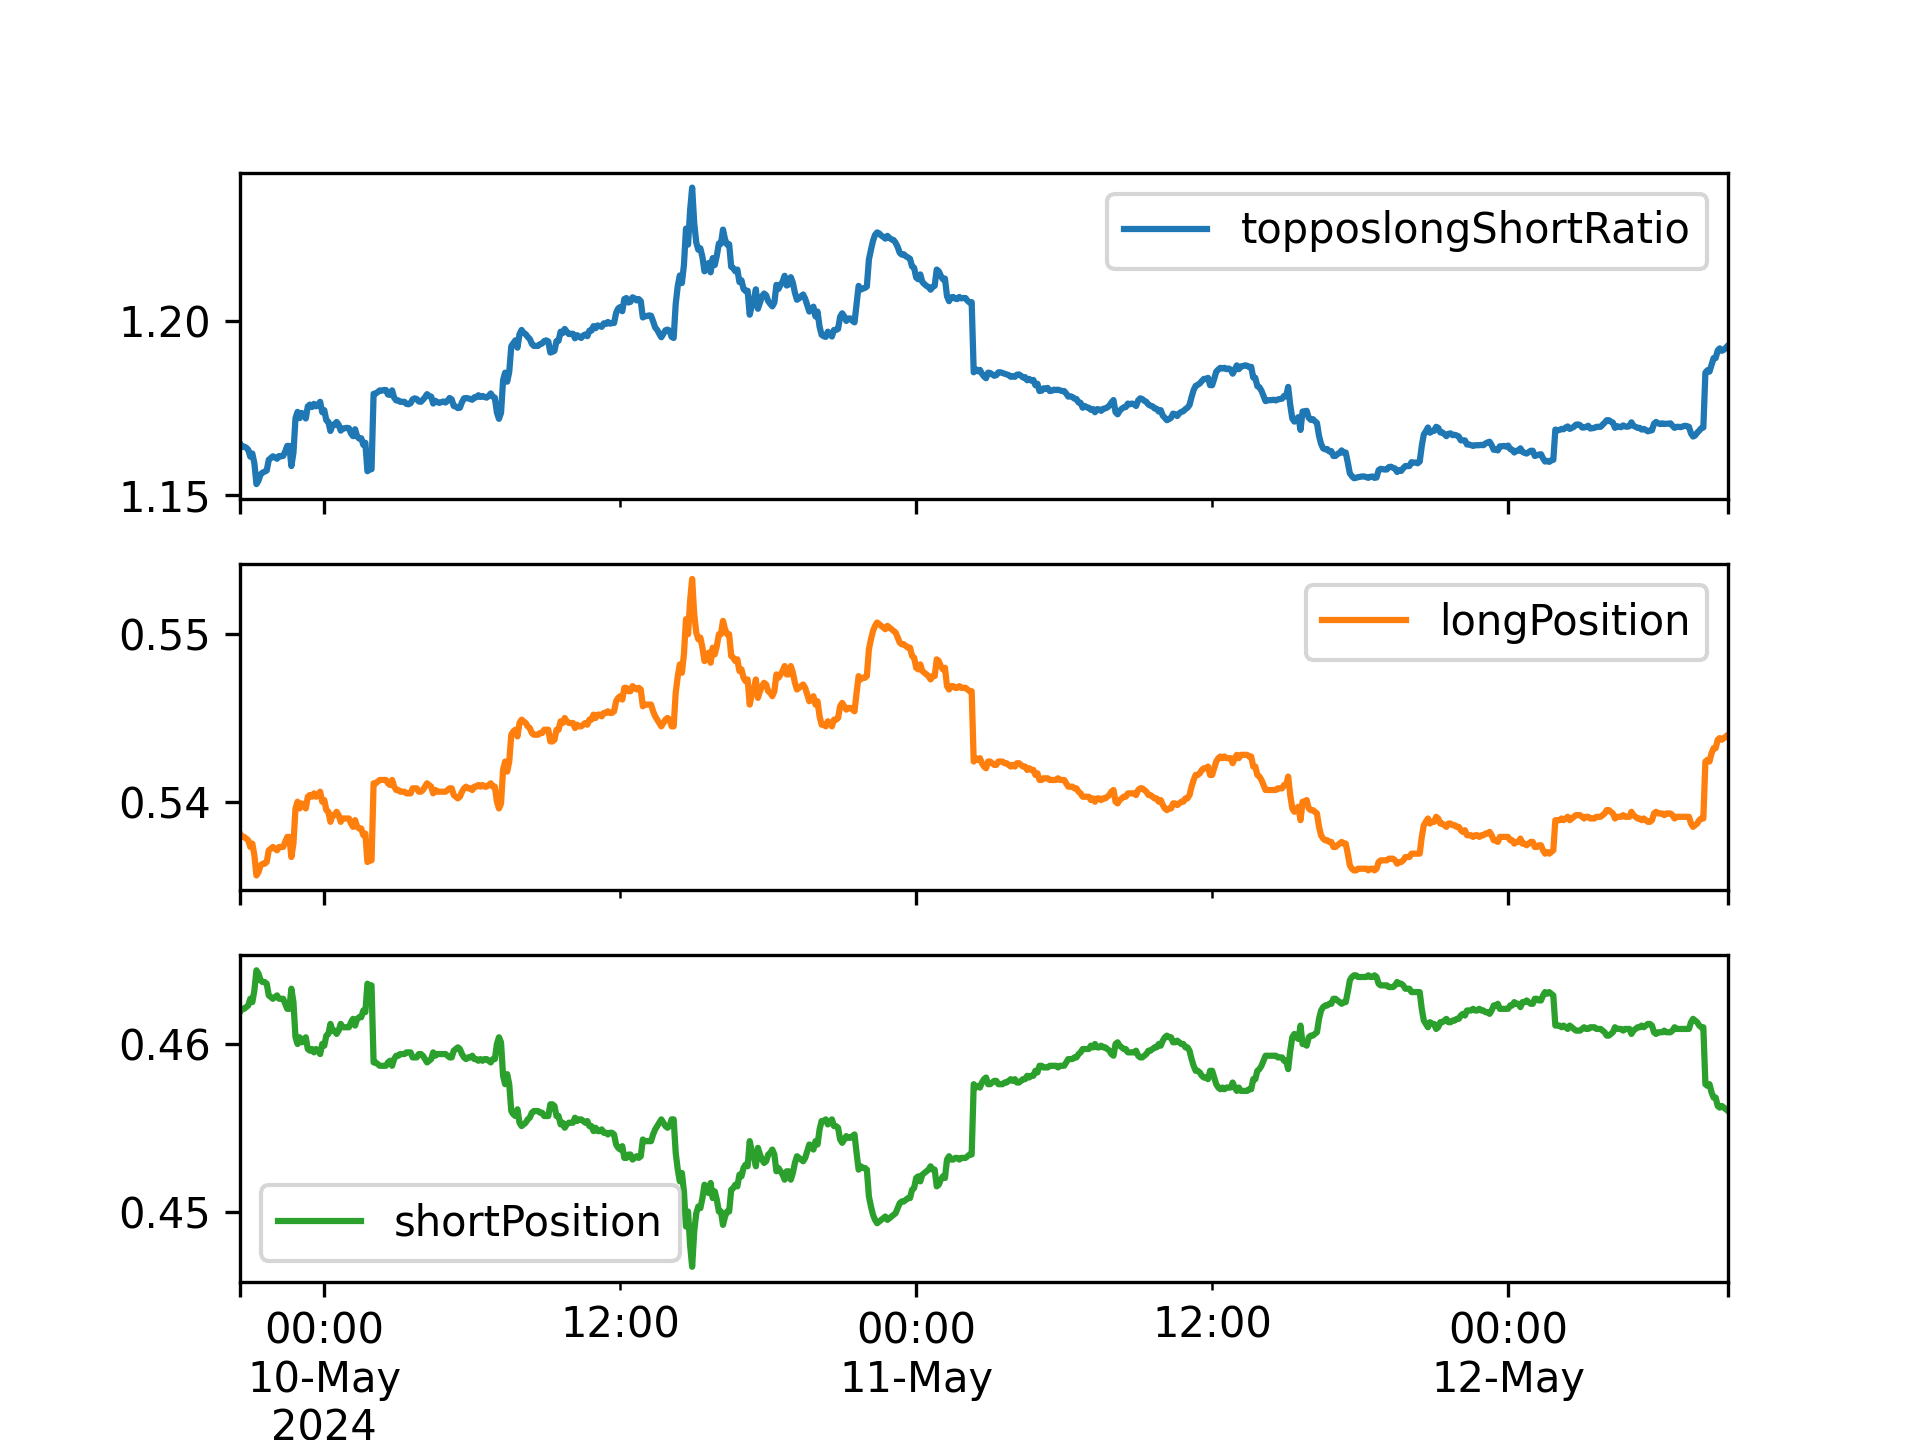 topposlongShortRatio
1.20
1.15
longPosition
0.55
0.54
0.46
0.45
shortPosition
00:00 12:00 00:00 12:00 00:00
10-May 11-May 12-May
2024